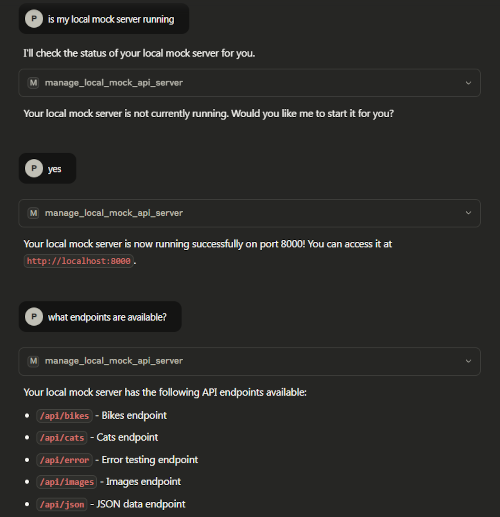 P is my local mock server running
I'll check the status of your local mock server for you.
M manage_local_mock_api_server
Your local mock server is not currently running. Would you like me to start it for you?
P yes
M manage_local_mock_api_server
Your local mock server is now running successfully on port 8000! You can access it at
http://localhost:8000.
P what endpoints are available?
M manage_local_mock_api_server
Your local mock server has the following API endpoints available:
• /api/bikes - Bikes endpoint
• /api/cats - Cats endpoint
• /api/error - Error testing endpoint
• /api/images - Images endpoint
• /api/json - JSON data endpoint